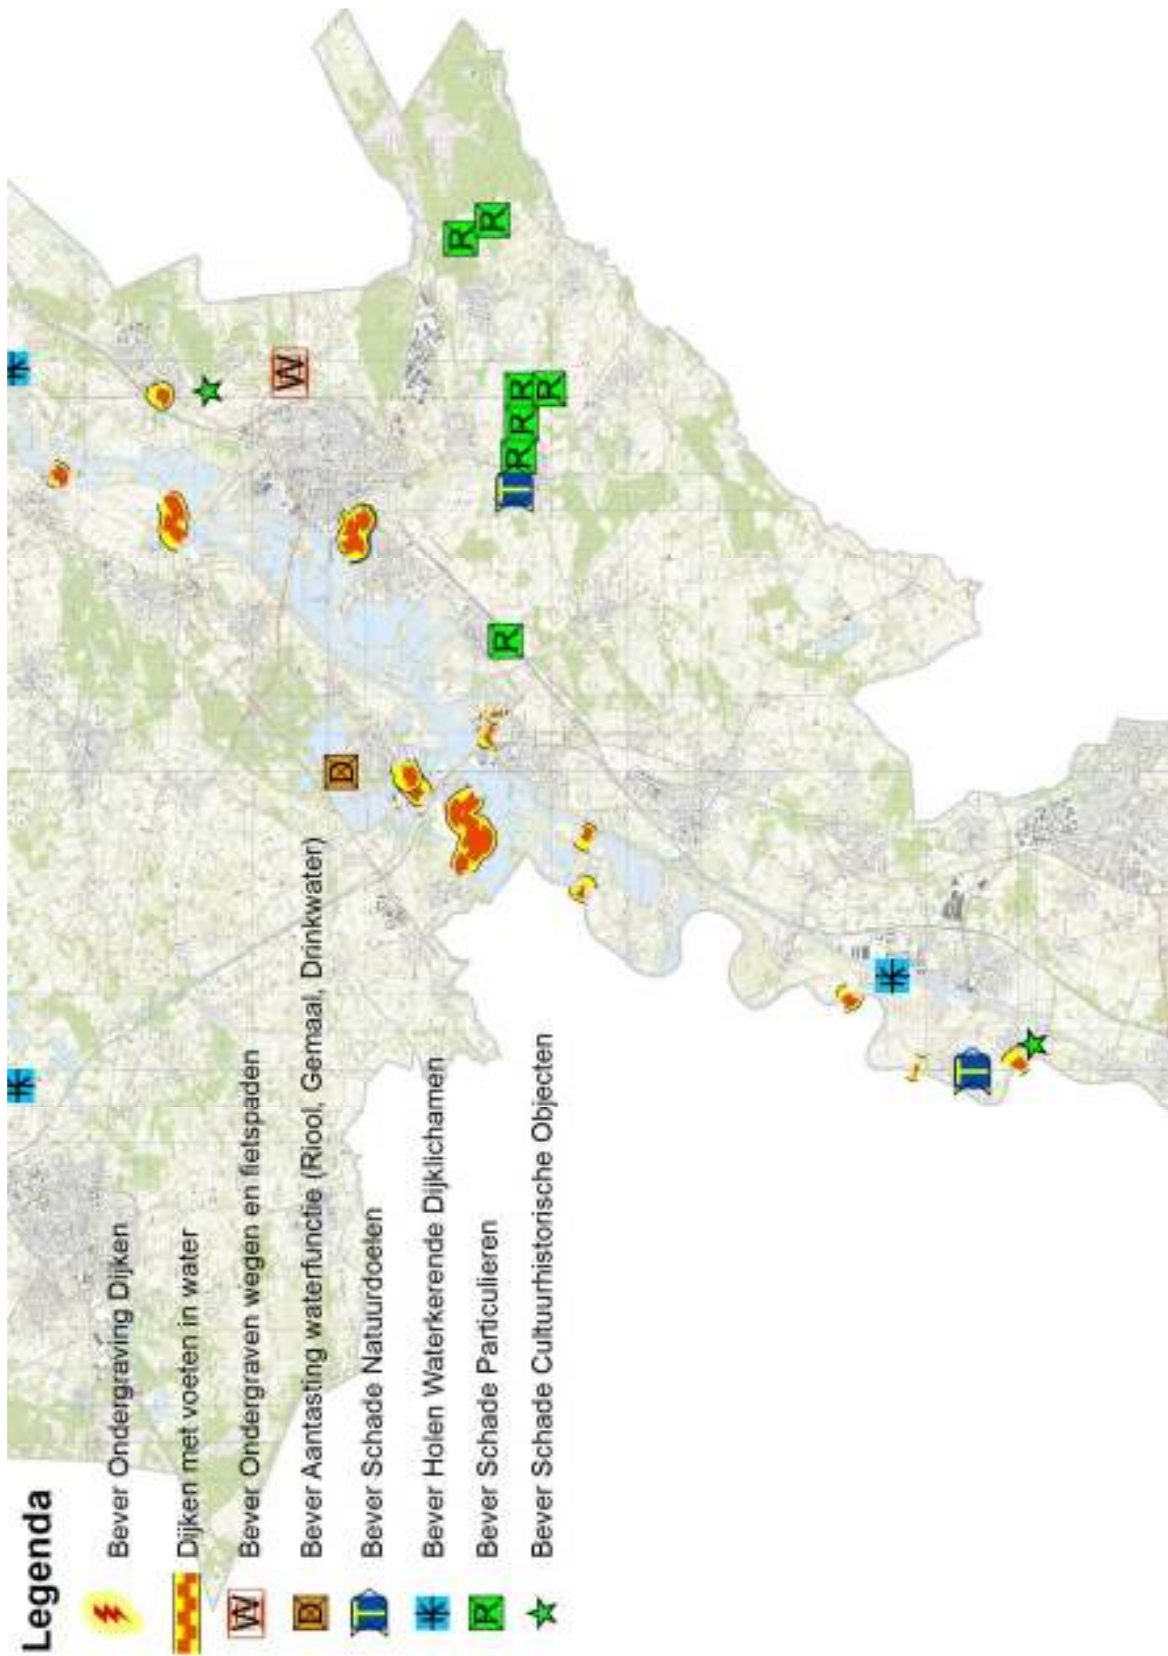 Legenda
Bever Ondergraving Dijken
Dijken met voeten in water
W Bever Ondergraven wegen en fietspaden
D Bever Aantasting waterfunctie (Riool, Gemaal, Drinkwater)
T Bever Schade Natuurdoelen
Bever Holen Waterkerende Dijklichamen
R Bever Schade Particulieren
Bever Schade Cultuurhistorische Objecten
W
D
R
R
R
R
R
R
R
T
T